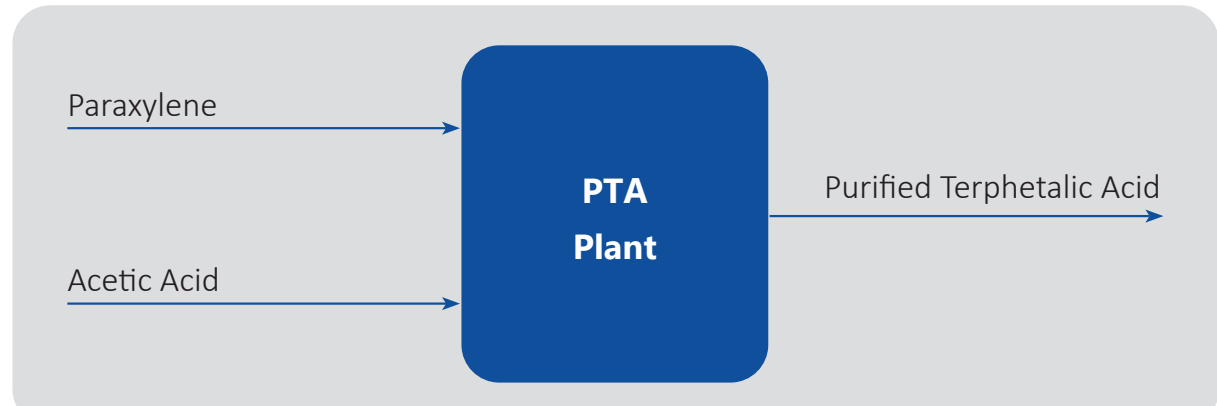 Paraxylene
Acetic Acid
PTA
Plant
Purified Terphetalic Acid